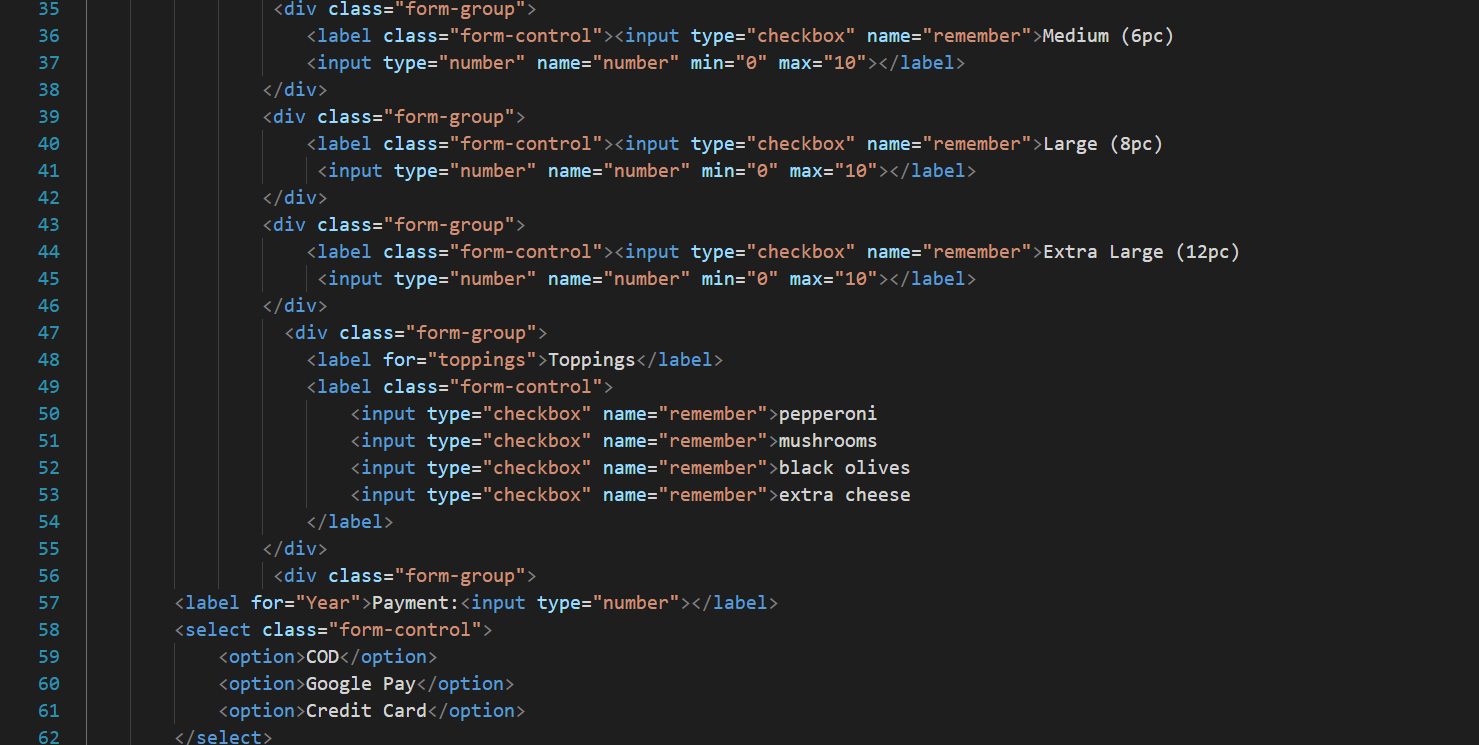 35 <div class="form-group">
36 <label class="form-control"><input type="checkbox" name="remember">Medium (6pc)
37 <input type="number" name="number" min="0" max="10"></label>
38 </div>
39 <div class="form-group">
40 <label class="form-control"><input type="checkbox" name="remember">Large (8pc)
41 <input type="number" name="number" min="0" max="10"></label>
42 </div>
43 <div class="form-group">
44 <label class="form-control"><input type="checkbox" name="remember">Extra Large (12pc)
45 <input type="number" name="number" min="0" max="10"></label>
46 </div>
47 <div class="form-group">
48 <label for="toppings">Toppings</label>
49 <label class="form-control">
50 <input type="checkbox" name="remember">pepperoni
51 <input type="checkbox" name="remember">mushrooms
52 <input type="checkbox" name="remember">black olives
53 <input type="checkbox" name="remember">extra cheese
54 </label>
55 </div>
56 <div class="form-group">
57 <label for="Year">Payment:<input type="number"></label>
58 <select class="form-control">
59 <option>COD</option>
60 <option>Google Pay</option>
61 <option>Credit Card</option>
62 </select>